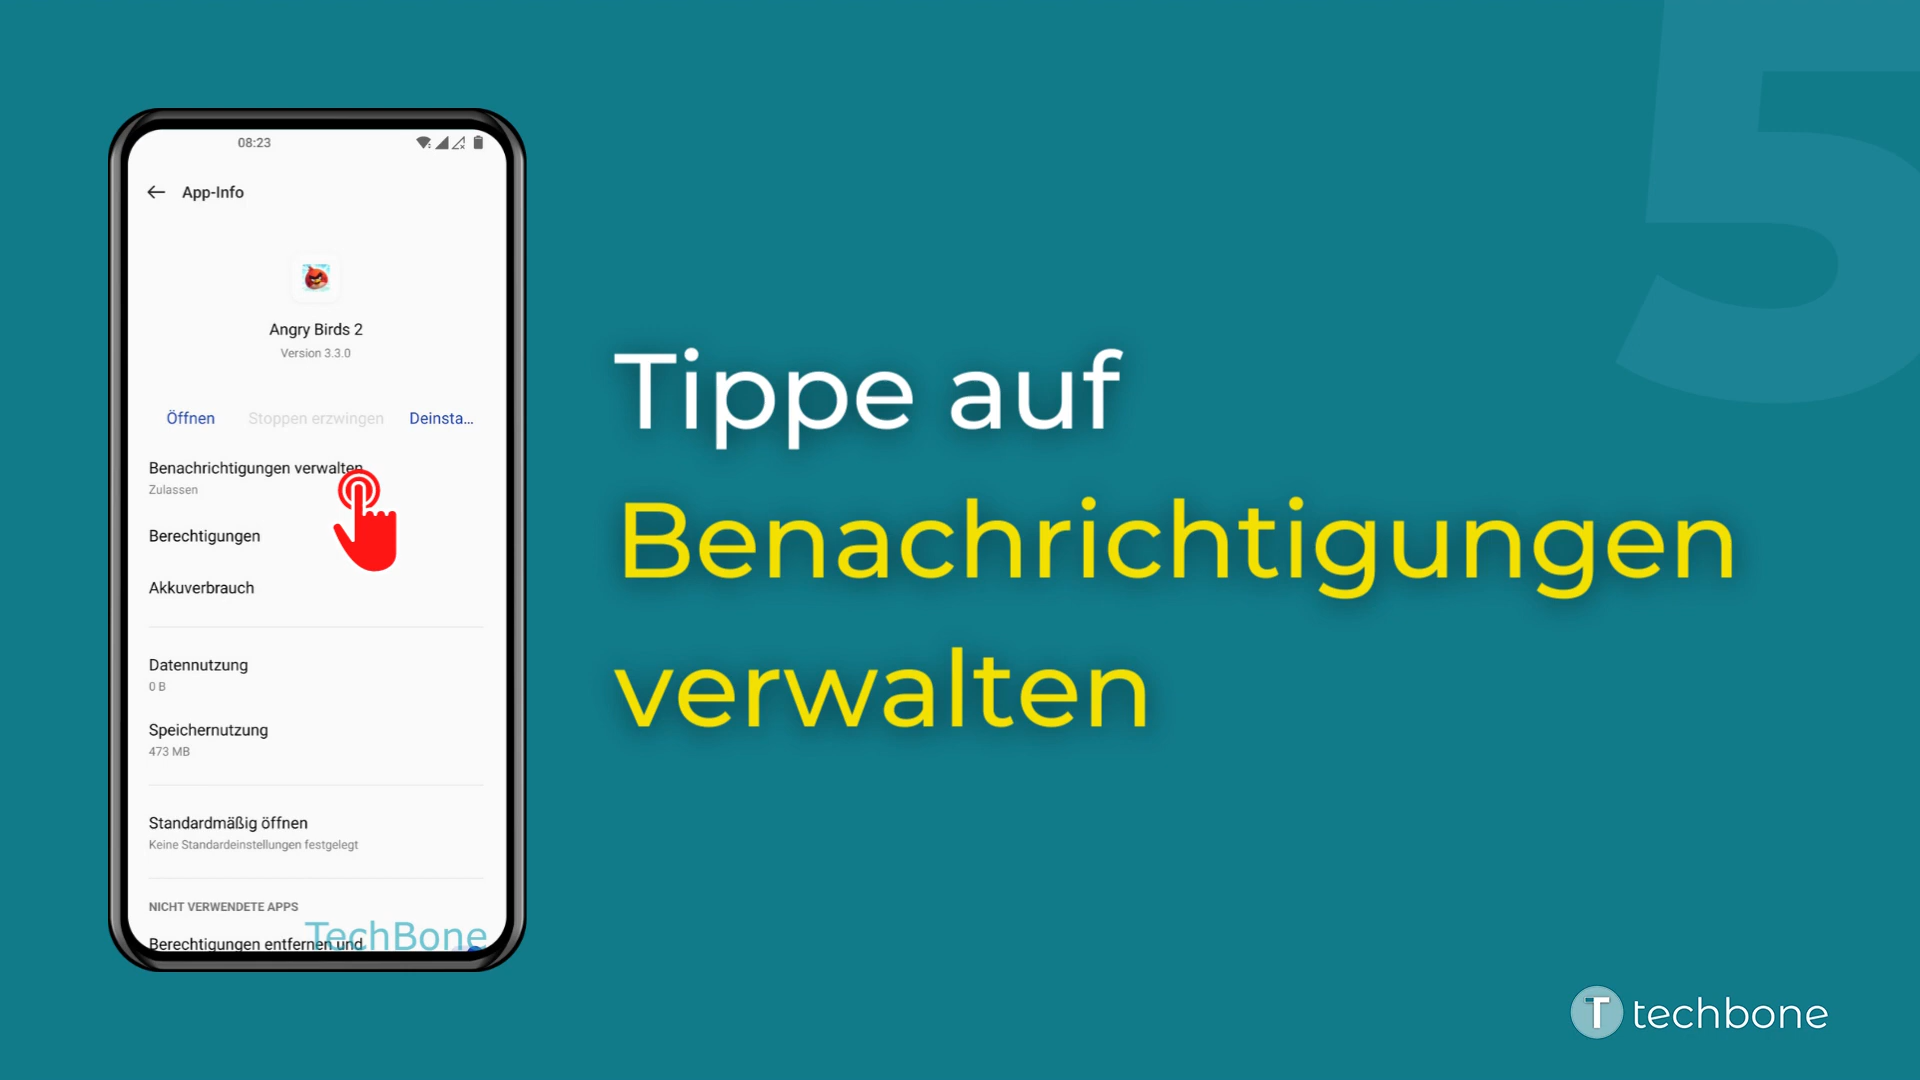 5
08:23
App-Info
Angry Birds 2
Version 3.3.0
Öffnen Stoppen erzwingen Deinsta...
Benachrichtigungen verwalten
Zulassen
Berechtigungen
Akkuverbrauch
Datennutzung
0 B
Speichernutzung
473 MB
Standardmäßig öffnen
Keine Standardeinstellungen festgelegt
NICHT VERWENDETE APPS
TechBone
Berechtigungen entfernen und
Tippe auf
Benachrichtigungen
verwalten
T techbone